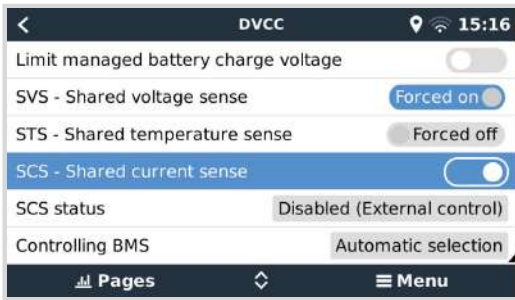 DVCC 15:16
Limit managed battery charge voltage
SVS - Shared voltage sense Forced on
STS - Shared temperature sense Forced off
SCS - Shared current sense
SCS status Disabled (External control)
Controlling BMS Automatic selection
Pages Menu